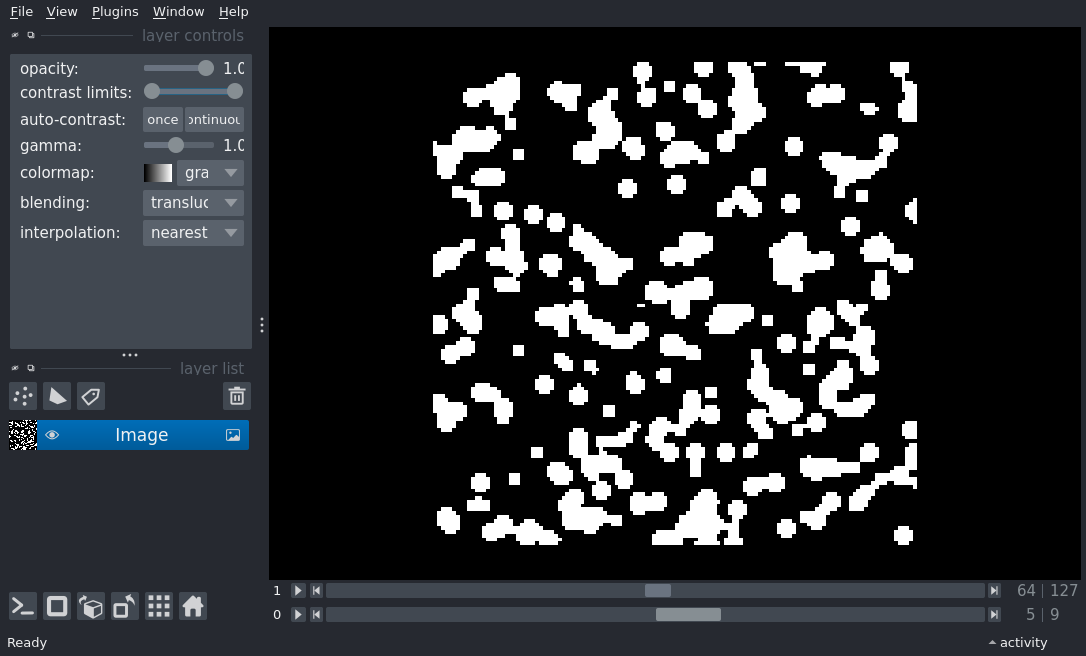 File View Plugins Window Help
layer controls
opacity: 1.0
contrast limits:
auto-contrast: once ontinuou
gamma: 1.0
colormap: gra
blending: transluc
interpolation: nearest
layer list
Image
1 64 127
0 5 9
Ready activity